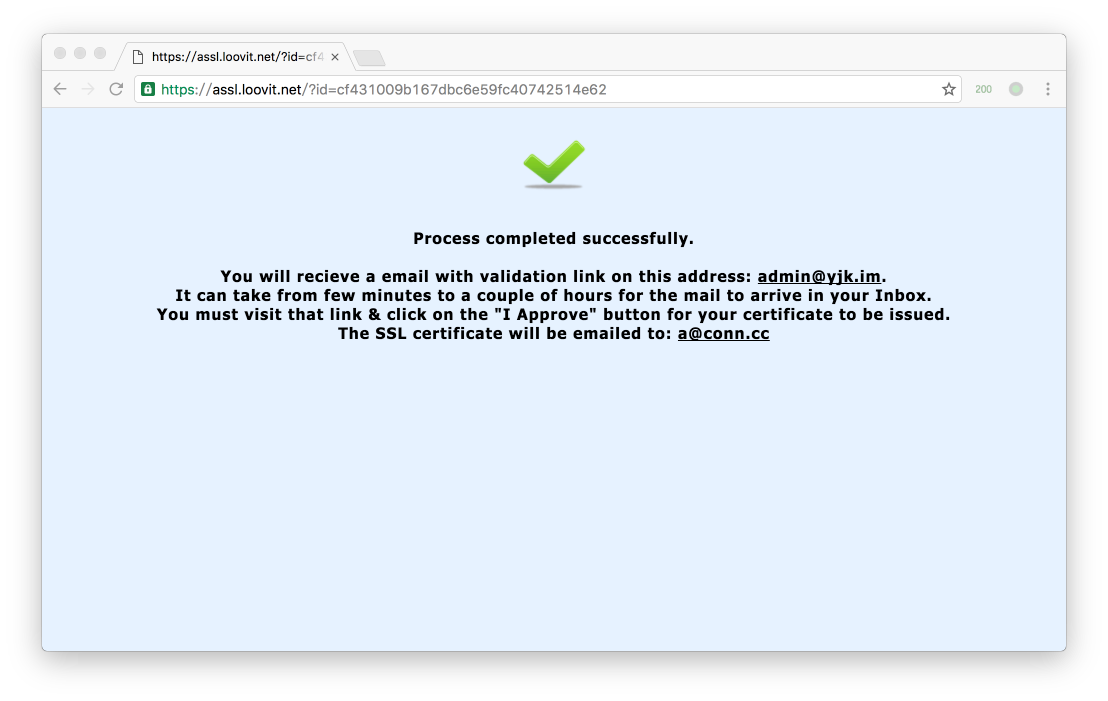 https://assl.loovit.net/?id=cf4
https://assl.loovit.net/?id=cf431009b167dbc6e59fc40742514e62
200
Process completed successfully.
You will recieve a email with validation link on this address: admin@yjk.im.
It can take from few minutes to a couple of hours for the mail to arrive in your Inbox.
You must visit that link & click on the "I Approve" button for your certificate to be issued.
The SSL certificate will be emailed to: a@conn.cc